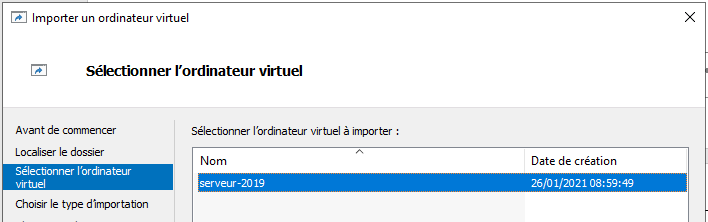 Importer un ordinateur virtuel
Sélectionner l'ordinateur virtuel
Avant de commencer
Localiser le dossier
Sélectionner l'ordinateur
virtuel
Choisir le type d'importation
Sélectionner l'ordinateur virtuel à importer :
Nom Date de création
serveur-2019 26/01/2021 08:59:49